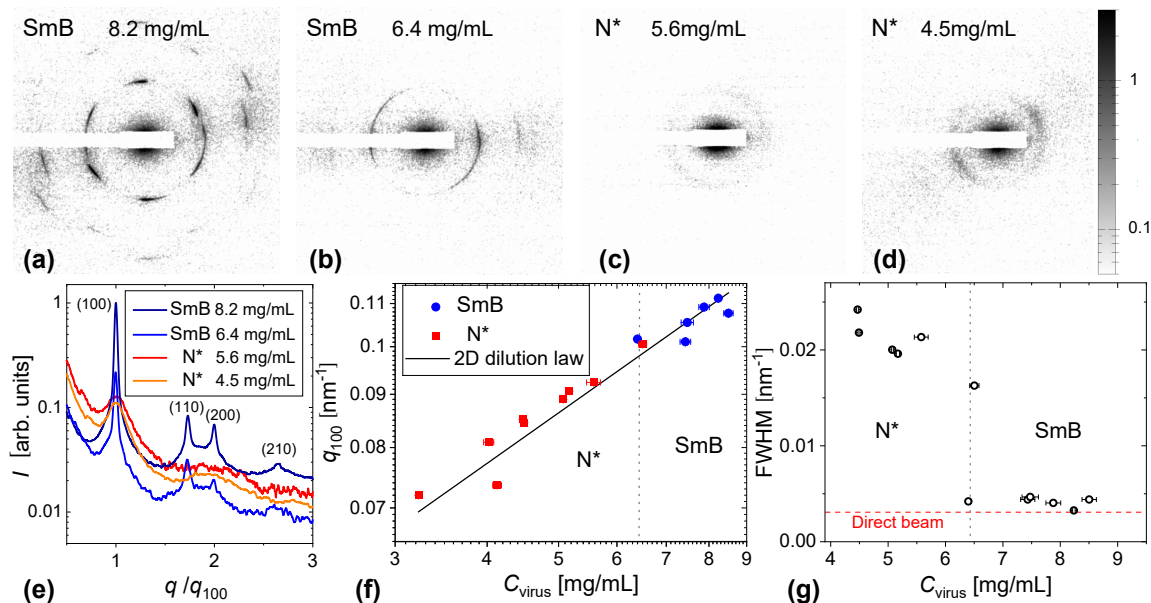 SmB 8.2 mg/mL
SmB 6.4 mg/mL
N* 5.6mg/mL
N* 4.5mg/mL
1
0.1
(a)
(b)
(c)
(d)
SmB 8.2 mg/mL
SmB 6.4 mg/mL
N* 5.6 mg/mL
N* 4.5 mg/mL
(100)
(110)
(200)
(210)
1
0.1
0.01
I [arb. units]
1 2 3
q /q100
(e)
SmB
N*
2D dilution law
0.11
0.1
0.09
0.08
0.07
q100 [nm-1]
N*
SmB
3 4 5 6 7 8 9
Cvirus [mg/mL]
(f)
0.02
0.01
0.00
FWHM [nm-1]
N*
SmB
Direct beam
4 5 6 7 8 9
Cvirus [mg/mL]
(g)